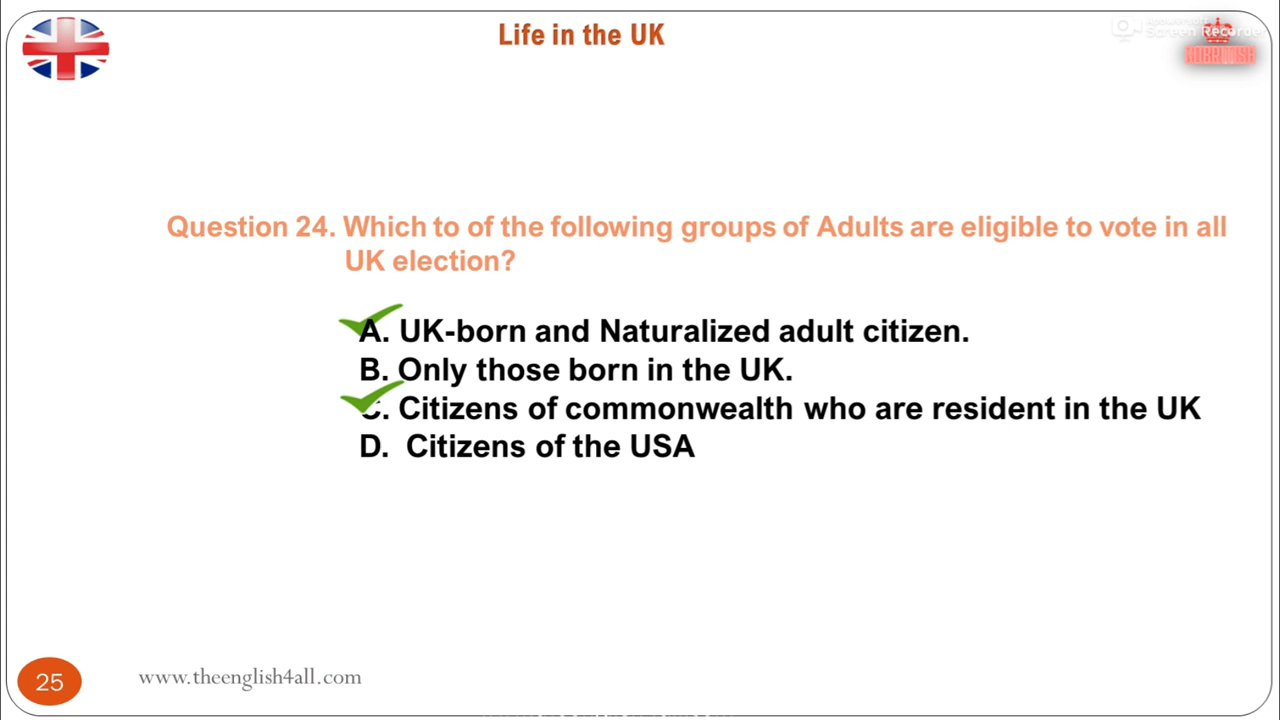 Life in the UK
Screen Recorder
Question 24. Which to of the following groups of Adults are eligible to vote in all
UK election?
A. UK-born and Naturalized adult citizen.
B. Only those born in the UK.
C. Citizens of commonwealth who are resident in the UK
D. Citizens of the USA
25
www.theenglish4all.com